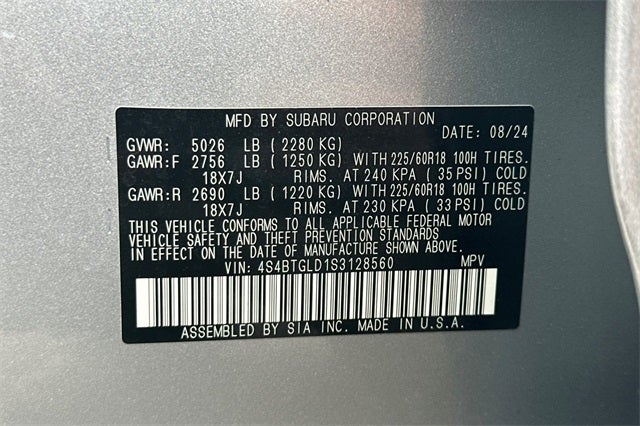 MFD BY SUBARU CORPORATION
DATE: 08/24
GVWR: 5026 LB (2280 KG)
GAWR:F 2756 LB (1250 KG) WITH 225/60R18 100H TIRES.
18X7J RIMS. AT 240 KPA (35 PSI) COLD
GAWR:R 2690 LB (1220 KG) WITH 225/60R18 100H TIRES.
18X7J RIMS. AT 230 KPA (33 PSI) COLD
THIS VEHICLE CONFORMS TO ALL APPLICABLE FEDERAL MOTOR
VEHICLE SAFETY AND THEFT PREVENTION STANDARDS
IN EFFECT ON THE DATE OF MANUFACTURE SHOWN ABOVE.
VIN: 4S4BTGLD1S3128560 MPV
ASSEMBLED BY SIA INC. MADE IN U.S.A.